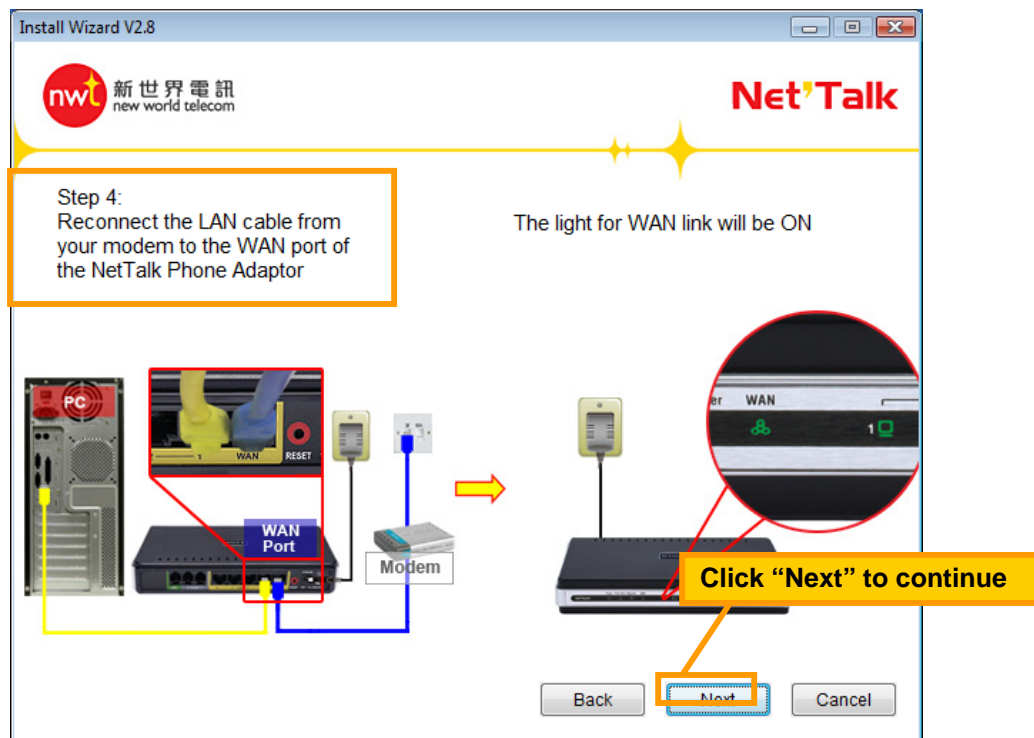 Install Wizard V2.8
nwt
新世界電訊
new world telecom
Net'Talk
Step 4:
Reconnect the LAN cable from
your modem to the WAN port of
the NetTalk Phone Adaptor
The light for WAN link will be ON
PC
1 WAN RESET
WAN
Port
Modem
er WAN
1
Click “Next” to continue
Back Next Cancel